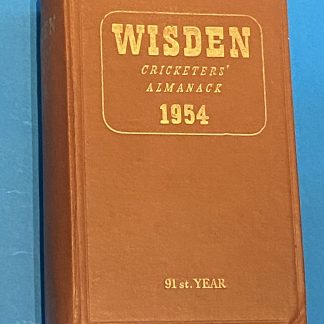 WISDEN
CRICKETERS'
ALMANACK
1954
91st. YEAR